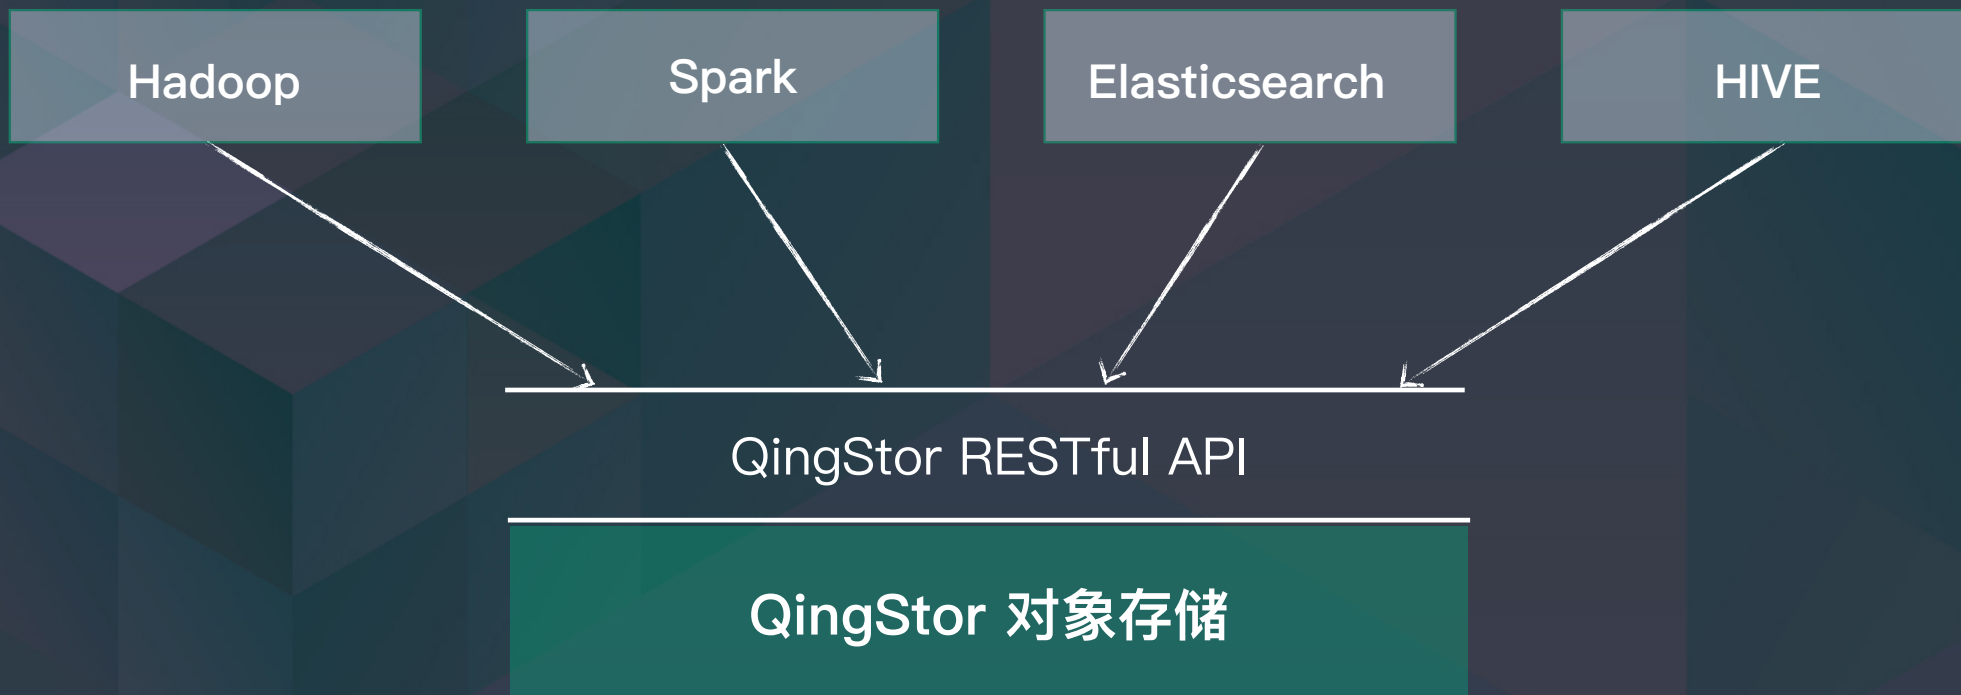 Hadoop
Spark
Elasticsearch
HIVE
QingStor RESTful API
QingStor 对象存储